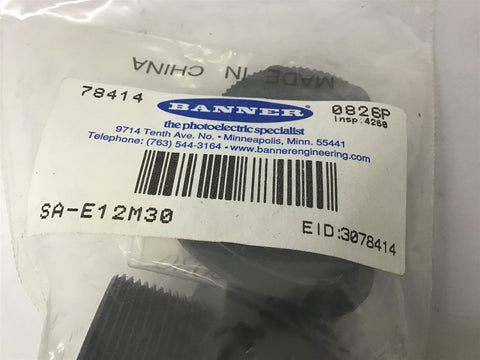 MADE IN CHINA
78414
BANNER
0826P
Insp:4260
the photoelectric specialist
9714 Tenth Ave. No. • Minneapolis, Minn. 55441
Telephone: (763) 544-3164 • www.bannerengineering.com
SA-E12M30
EID:3078414